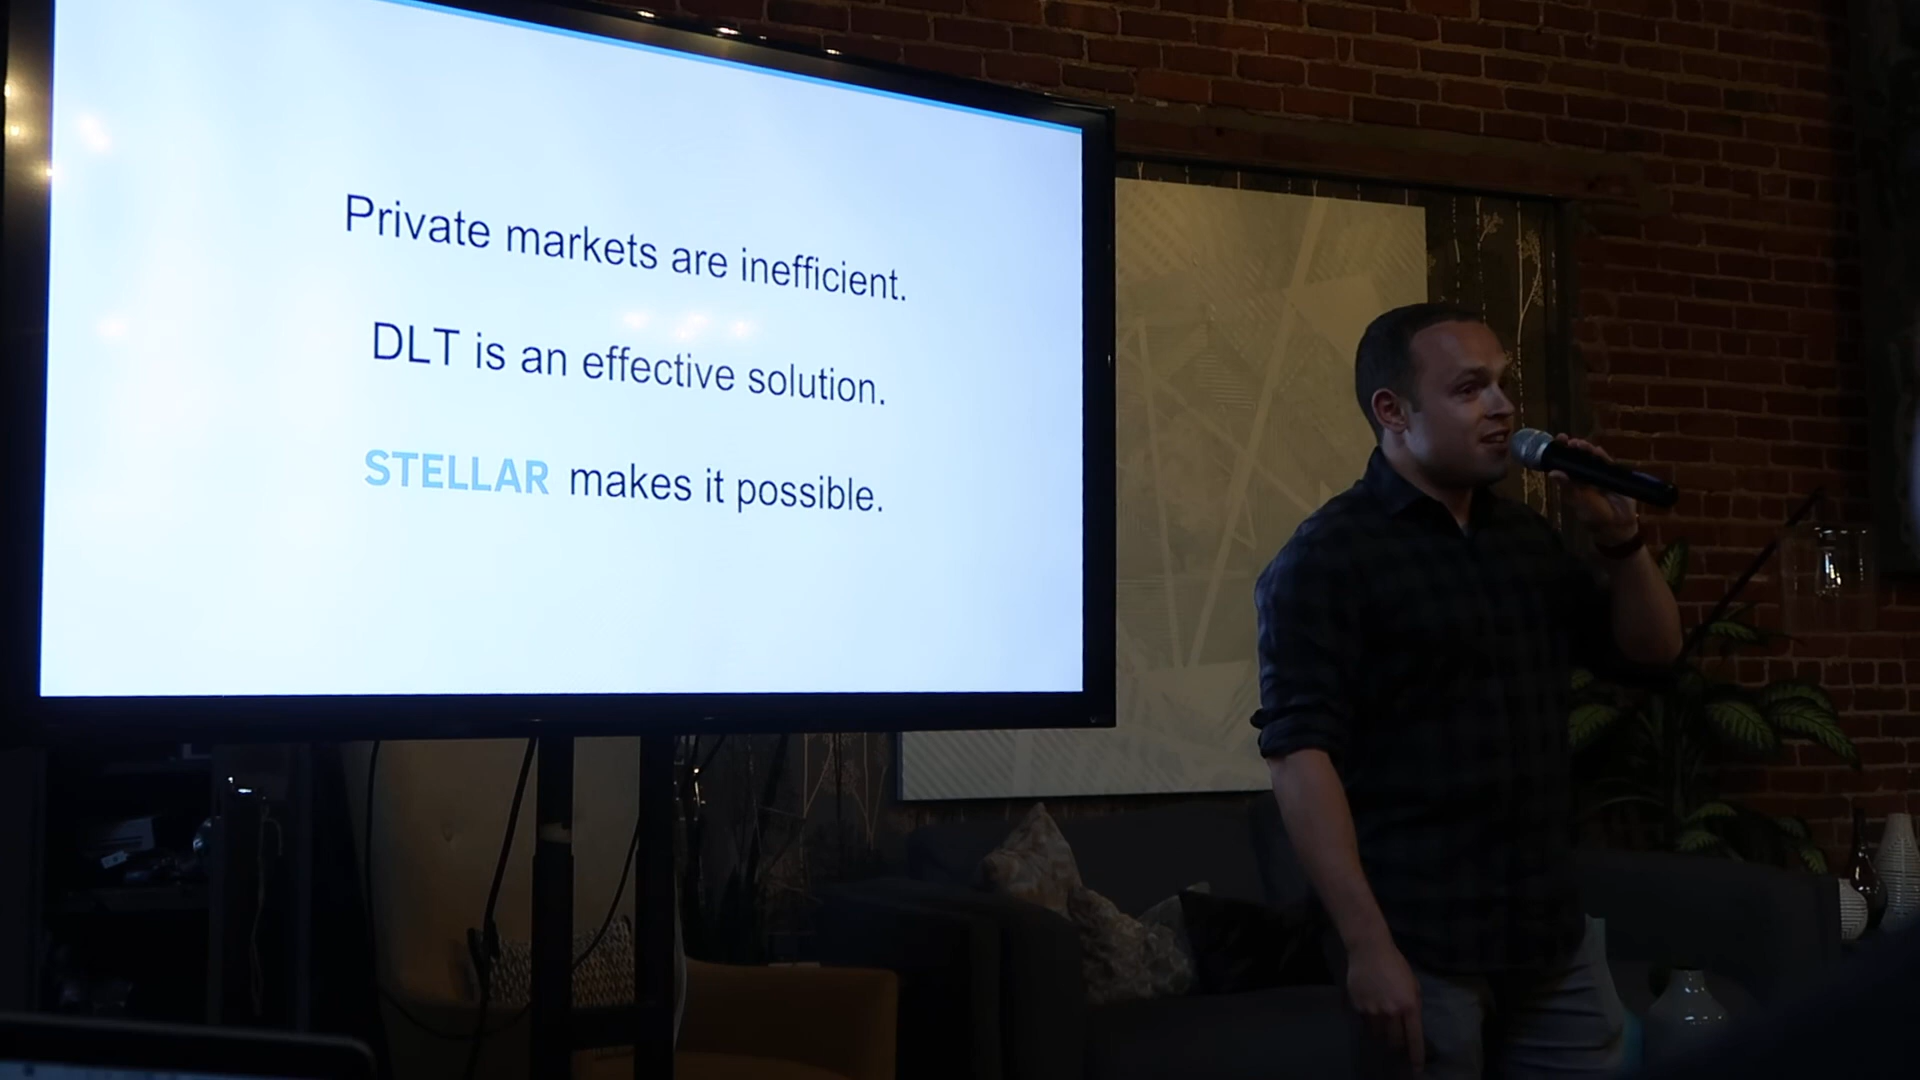 Private markets are inefficient.
DLT is an effective solution.
STELLAR makes it possible.